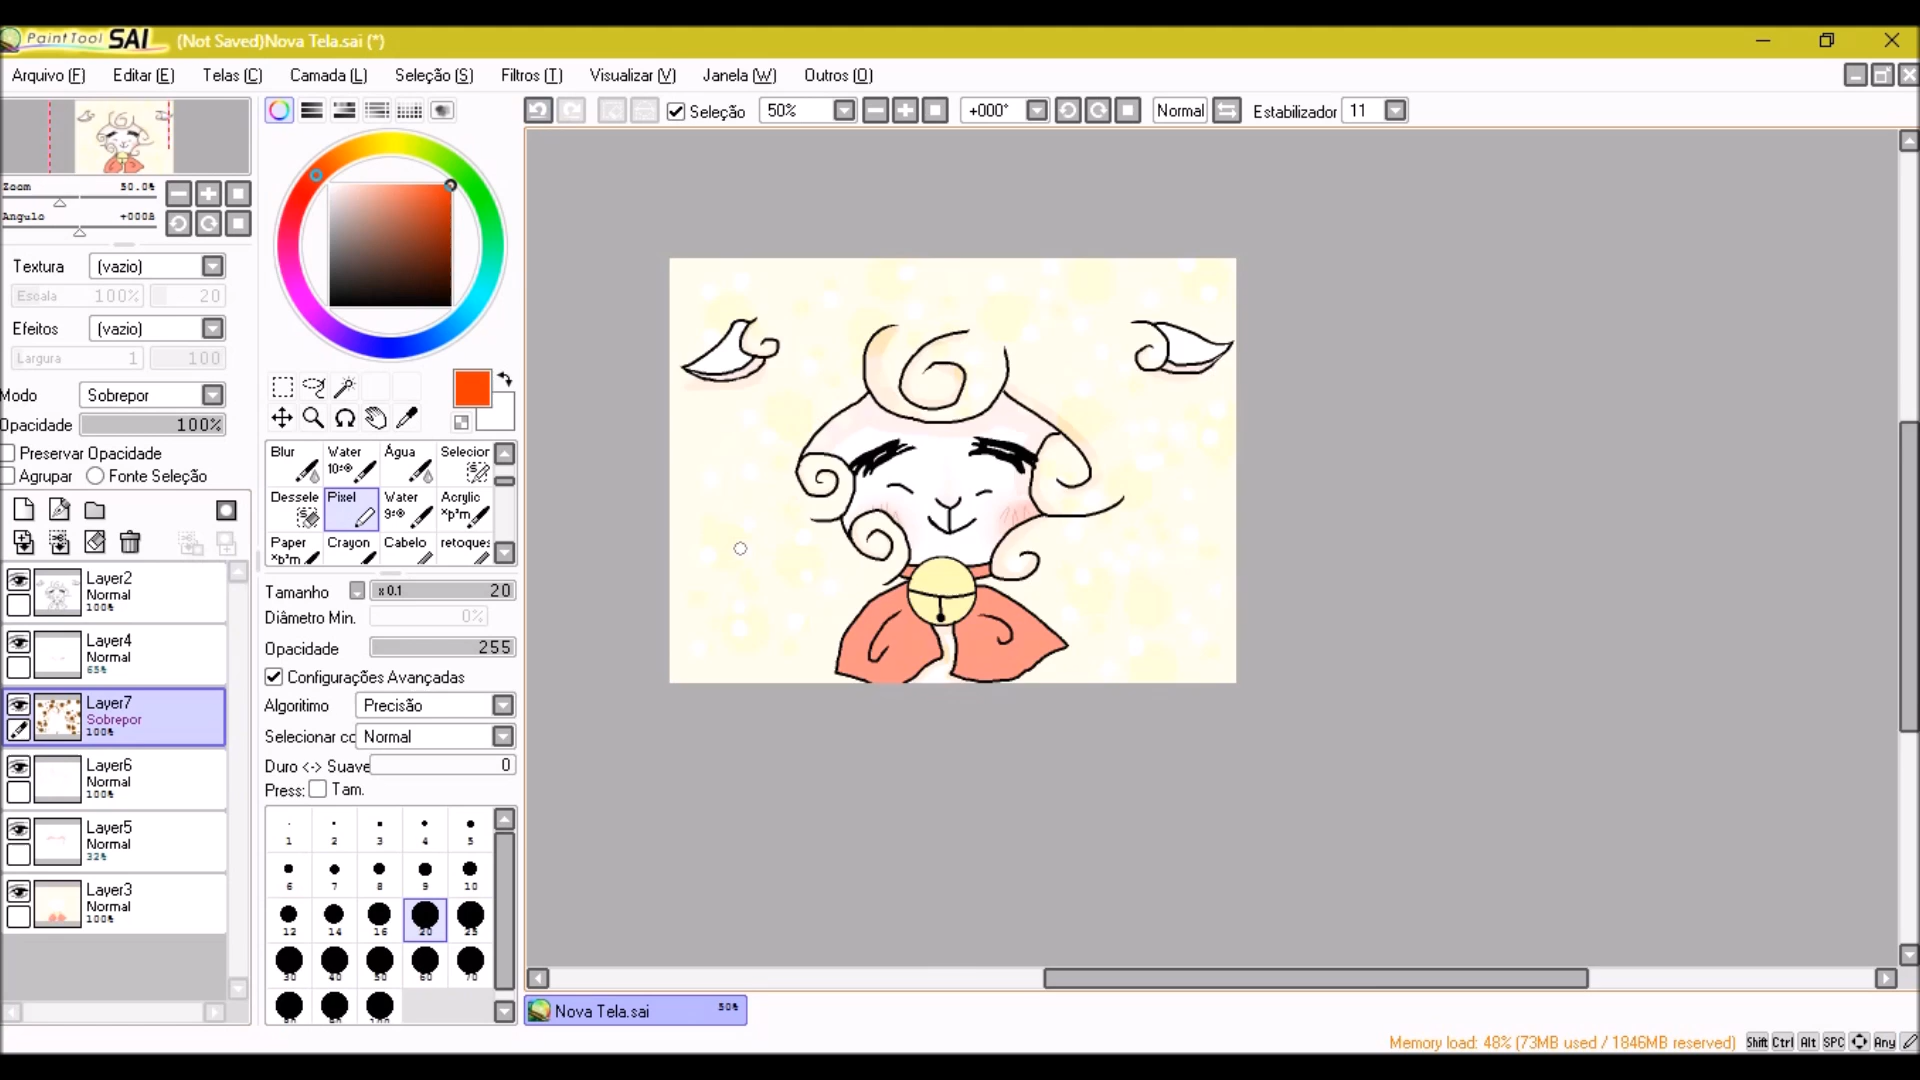 PaintTool SAI (Not Saved)Nova Tela.sai (*)
Arquivo (F) Editar (E) Telas (C) Camada (L) Seleção (S) Filtros (T) Visualizar (V) Janela (W) Outros (O)
Seleção 50% +000° Normal Estabilizador 11
Zoom 50.0%
Angulo +000ß
Textura (vazio)
Escala 100% 20
Efeitos (vazio)
Largura 1 100
Modo Sobrepor
Opacidade 100%
Preservar Opacidade
Agrupar Fonte Seleção
Layer2
Normal
100%
Layer4
Normal
65%
Layer7
Sobrepor
100%
Layer6
Normal
100%
Layer5
Normal
32%
Layer3
Normal
100%
Blur Water Água Selecior
Dessele Pixel Water Acrylic
Paper Crayon Cabelo retoques
Tamanho x 0.1 20
Diâmetro Min. 0%
Opacidade 255
Configurações Avançadas
Algoritimo Precisão
Selecionar cc Normal
Duro <-> Suave 0
Press: Tam.
1 2 3 4 5
6 7 8 9 10
12 14 16 20 25
30 40 50 60 70
Nova Tela.sai 50%
Memory load: 48% (73MB used / 1846MB reserved) Shift Ctrl Alt SPC Any